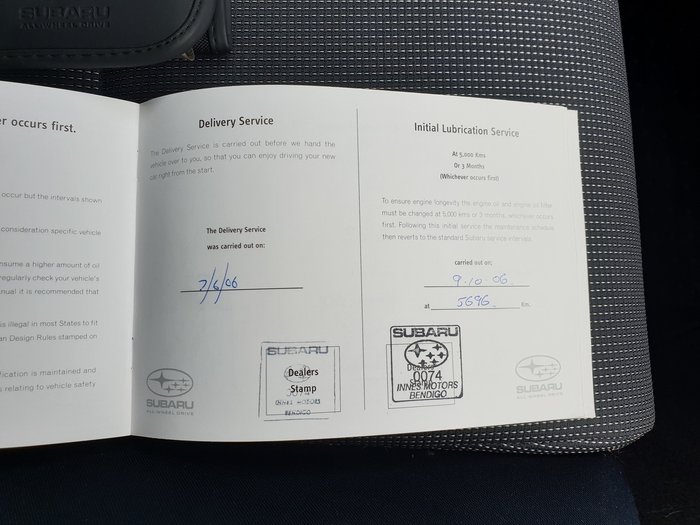 SUBARU
ALL-WHEEL DRIVE
er occurs first.
occur but the intervals shown
consideration specific vehicle
nsume a higher amount of oil
regularly check your vehicle's
nual it is recommended that
is illegal in most States to fit
an Design Rules stamped on
fication is maintained and
s relating to vehicle safety
Delivery Service
The Delivery Service is carried out before we hand the
vehicle over to you, so that you can enjoy driving your new
car right from the start.
The Delivery Service
was carried out on:
7/6/06
SUBARU
ALL-WHEEL DRIVE
SUBARU
Dealers
Stamp
0074
INNES MOTORS
BENDIGO
Initial Lubrication Service
At 5,000 Kms
Or 3 Months
(Whichever occurs first)
To ensure engine longevity the engine oil and engine oil filter
must be changed at 5,000 kms or 3 months, whichever occurs
first. Following this initial service the maintenance schedule
then reverts to the standard Subaru service intervals.
carried out on:
9.10 06
at 5696 Km.
SUBARU
Dealers
0074
Stamp
INNES MOTORS
BENDIGO
SUBARU
ALL-WHEEL DRIVE